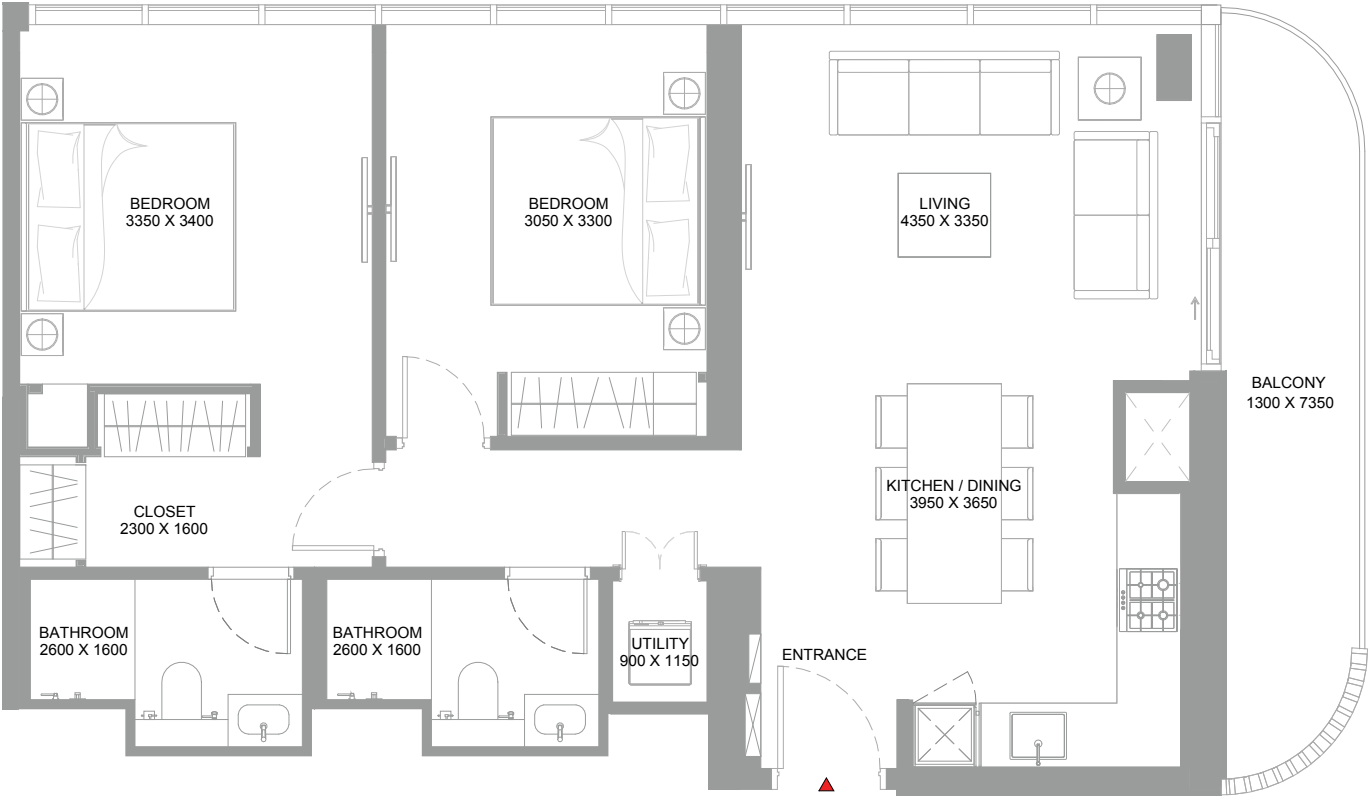 BEDROOM
3350 X 3400
BEDROOM
3050 X 3300
LIVING
4350 X 3350
BALCONY
1300 X 7350
KITCHEN / DINING
3950 X 3650
CLOSET
2300 X 1600
BATHROOM
2600 X 1600
BATHROOM
2600 X 1600
UTILITY
900 X 1150
ENTRANCE